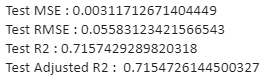 Test MSE : 0.00311712671404449
Test RMSE : 0.05583123421566543
Test R2 : 0.7157429289820318
Test Adjusted R2 :  0.7154726144500327